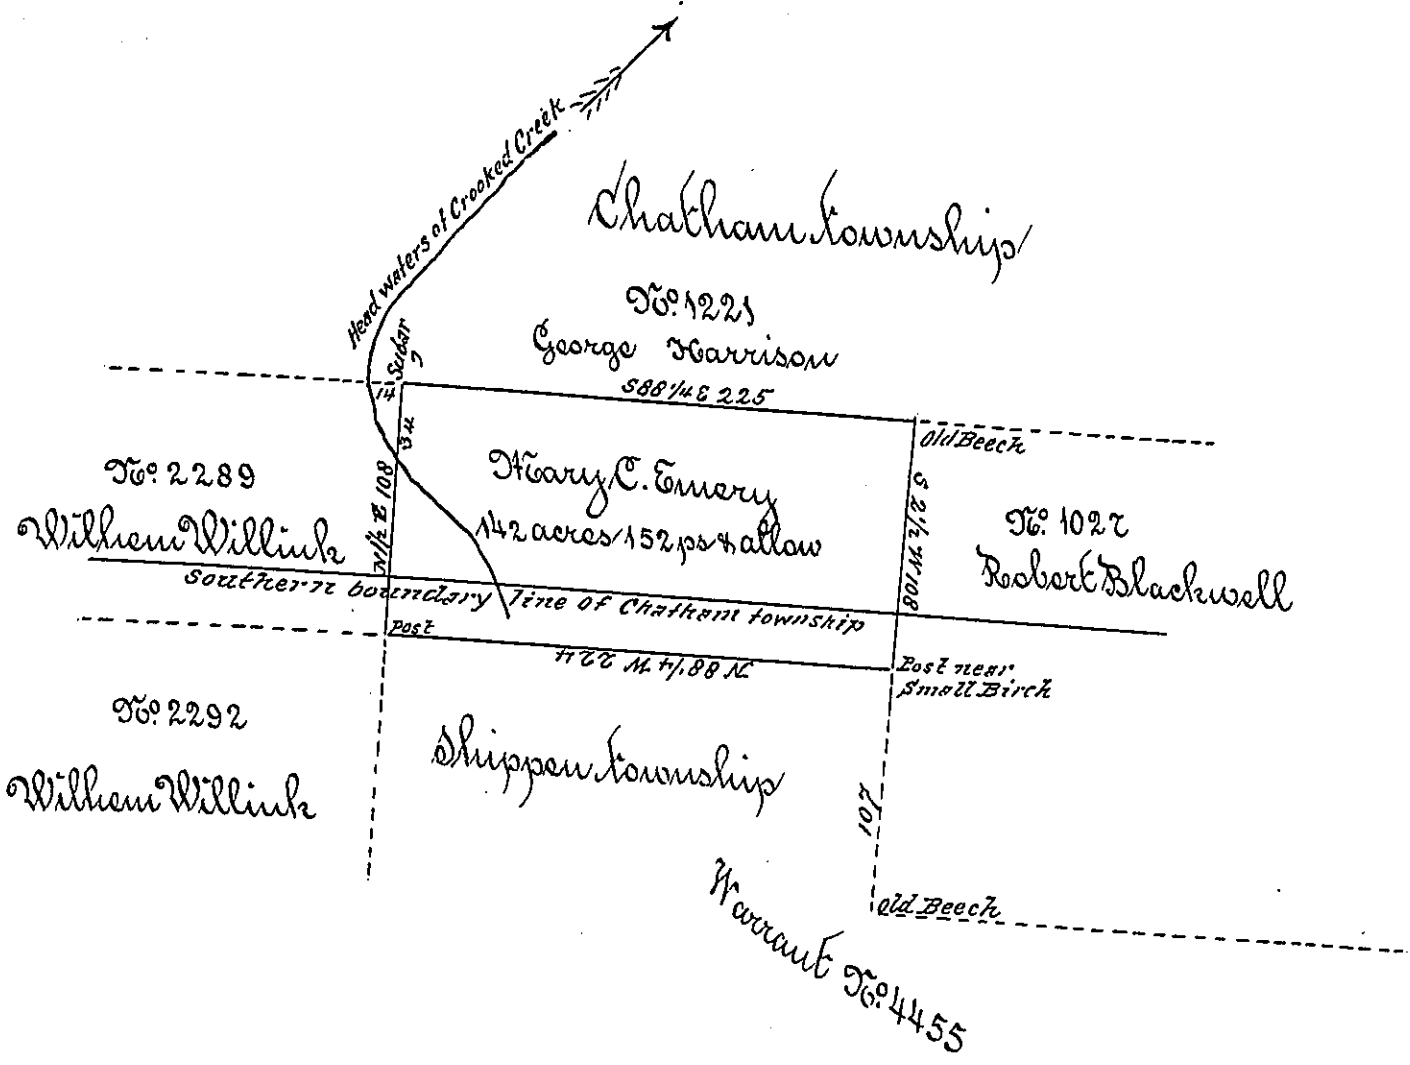 Head waters of Crooked Creek
Chatham township
No. 1221
George Harrison
S 88 1/4 E 225
14
Old Beech
No. 2289
Wilhem Willink
108
Mary C. Emery
142 acres 152 ps & allow
S 2 1/2 W 108
No. 1027
Robert Blackwell
Southern boundary line of Chatham township
Post
N 88 1/4 W 224
Post near
Small Birch
No. 2292
Wilhem Willink
Shippen township
107
Old Beech
Warrant No. 4455